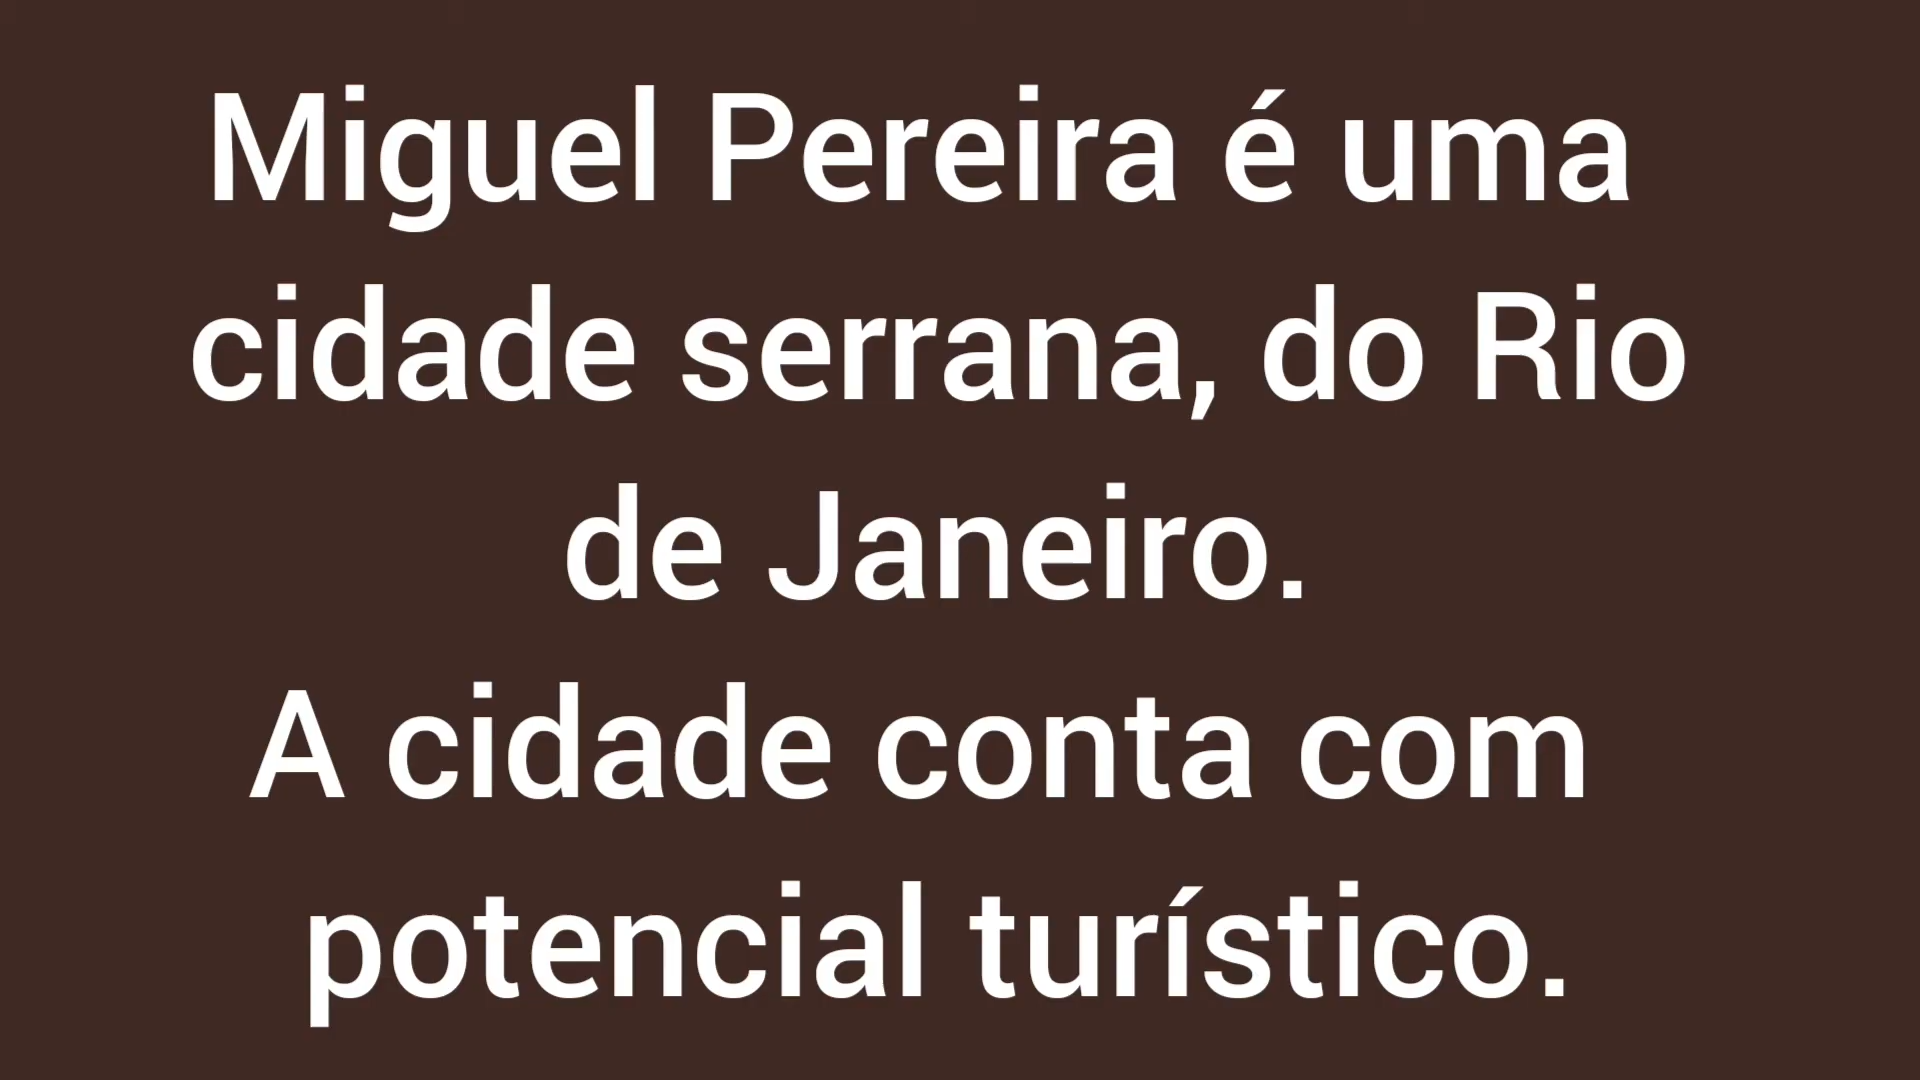 Miguel Pereira é uma
cidade serrana, do Rio
de Janeiro.
A cidade conta com
potencial turístico.